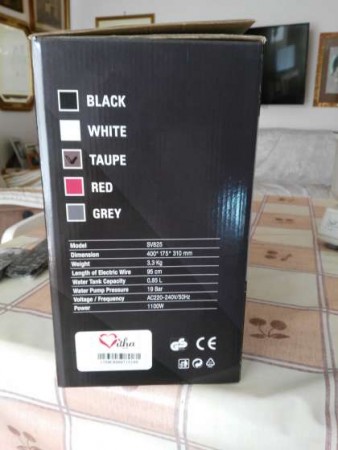 BLACK
WHITE
TAUPE
RED
GREY
Model SV825
Dimension 400* 175* 310 mm
Weight 3.3 Kg
Length of Electric Wire 95 cm
Water Tank Capacity 0,85 L
Water Pump Pressure 19 Bar
Voltage / Frequency AC220-240V/50Hz
Power 1100W
Vitha
CE